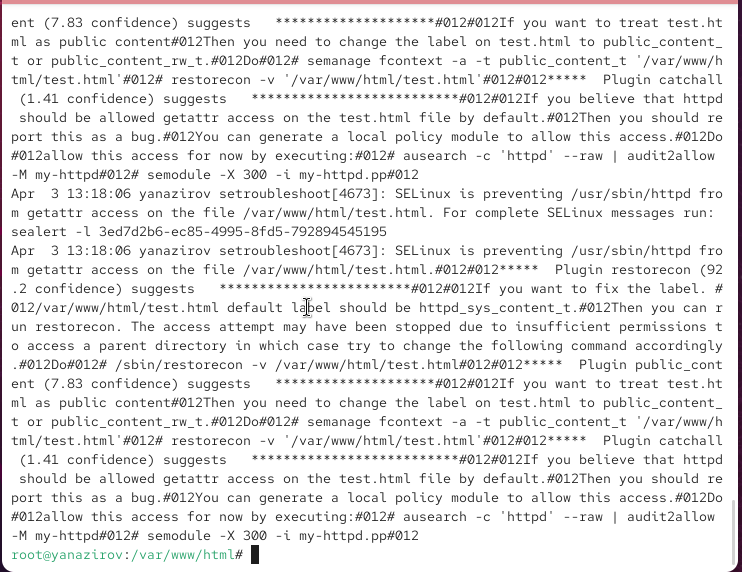 ent (7.83 confidence) suggests   ********************#012#012If you want to treat test.ht
ml as public content#012Then you need to change the label on test.html to public_content_
t or public_content_rw_t.#012Do#012# semanage fcontext -a -t public_content_t '/var/www/h
tml/test.html'#012# restorecon -v '/var/www/html/test.html'#012#012*****  Plugin catchall
 (1.41 confidence) suggests   **************************#012#012If you believe that httpd
 should be allowed getattr access on the test.html file by default.#012Then you should re
port this as a bug.#012You can generate a local policy module to allow this access.#012Do
#012allow this access for now by executing:#012# ausearch -c 'httpd' --raw | audit2allow 
-M my-httpd#012# semodule -X 300 -i my-httpd.pp#012
Apr  3 13:18:06 yanazirov setroubleshoot[4673]: SELinux is preventing /usr/sbin/httpd fro
m getattr access on the file /var/www/html/test.html. For complete SELinux messages run: 
sealert -l 3ed7d2b6-ec85-4995-8fd5-792894545195
Apr  3 13:18:06 yanazirov setroubleshoot[4673]: SELinux is preventing /usr/sbin/httpd fro
m getattr access on the file /var/www/html/test.html.#012#012*****  Plugin restorecon (92
.2 confidence) suggests   ************************#012#012If you want to fix the label. #
012/var/www/html/test.html default label should be httpd_sys_content_t.#012Then you can r
un restorecon. The access attempt may have been stopped due to insufficient permissions t
o access a parent directory in which case try to change the following command accordingly
.#012Do#012# /sbin/restorecon -v /var/www/html/test.html#012#012*****  Plugin public_cont
ent (7.83 confidence) suggests   ********************#012#012If you want to treat test.ht
ml as public content#012Then you need to change the label on test.html to public_content_
t or public_content_rw_t.#012Do#012# semanage fcontext -a -t public_content_t '/var/www/h
tml/test.html'#012# restorecon -v '/var/www/html/test.html'#012#012*****  Plugin catchall
 (1.41 confidence) suggests   **************************#012#012If you believe that httpd
 should be allowed getattr access on the test.html file by default.#012Then you should re
port this as a bug.#012You can generate a local policy module to allow this access.#012Do
#012allow this access for now by executing:#012# ausearch -c 'httpd' --raw | audit2allow 
-M my-httpd#012# semodule -X 300 -i my-httpd.pp#012
root@yanazirov:/var/www/html#